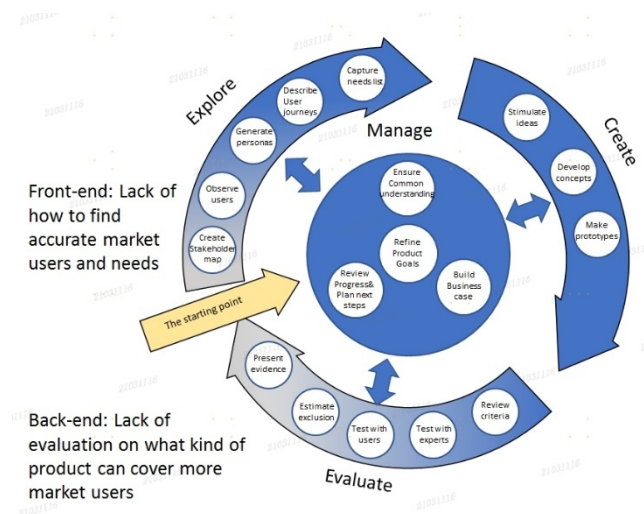 Explore
Create
Stakeholder
map
Observe
users
Generate
personas
Describe
User
journeys
Capture
needs list
Manage
Ensure
Common
understanding
Refine
Product
Goals
Review
Progress&
Plan next
steps
Build
Business
case
Create
Stimulate
ideas
Develop
concepts
Make
prototypes
Front-end: Lack of
how to find
accurate market
users and needs
The starting point
Evaluate
Review
criteria
Test with
experts
Test with
users
Estimate
exclusion
Present
evidence
Back-end: Lack of
evaluation on what kind of
product can cover more
market users
21031116